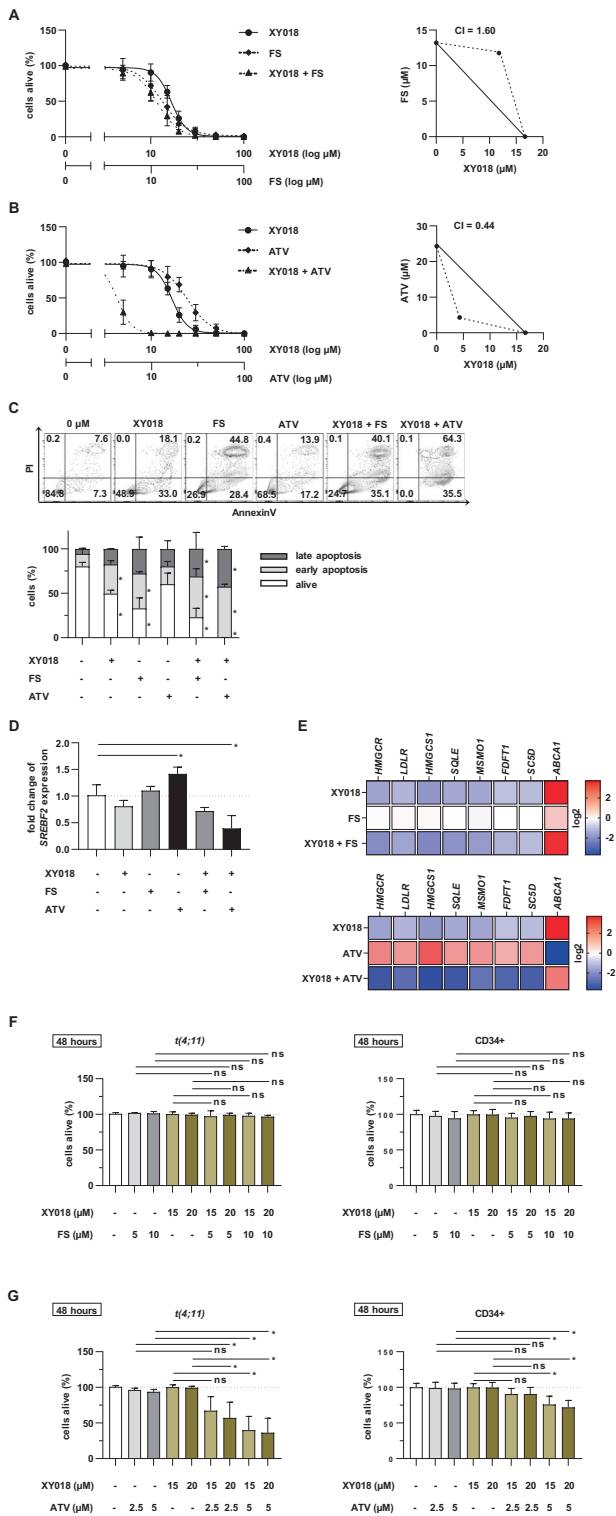 A
cells alive (%)
150
100
50
0
0
10
100
XY018 (log µM)
0
10
100
FS (log µM)
XY018
FS
XY018 + FS
CI = 1.60
FS (µM)
15
10
5
0
0 5 10 15 20
XY018 (µM)
B
cells alive (%)
150
100
50
0
0
10
100
XY018 (log µM)
0
10
100
ATV (log µM)
XY018
ATV
XY018 + ATV
CI = 0.44
ATV (µM)
30
20
10
0
0 5 10 15 20
XY018 (µM)
C
0 µM XY018 FS ATV XY018 + FS XY018 + ATV
0.2 7.6 0.0 18.1 0.2 44.8 0.4 13.9 0.1 40.1 0.1 64.3
PI
84.8 7.3 48.9 33.0 26.9 28.4 68.5 17.2 24.7 35.1 0.0 35.5
AnnexinV
cells (%)
100
50
0
late apoptosis
early apoptosis
alive
* * * * * * * * *
XY018 - + - - + +
FS - - + - + -
ATV - - - + - +
D
fold change of
SREBF2 expression
2.0
1.5
1.0
0.5
0.0
*
*
XY018 - + - - + +
FS - - + - + -
ATV - - - + - +
E
HMGCR LDLR HMGCS1 SQLE MSMO1 FDFT1 SC5D ABCA1
XY018
FS
XY018 + FS
log2
2
0
-2
HMGCR LDLR HMGCS1 SQLE MSMO1 FDFT1 SC5D ABCA1
XY018
ATV
XY018 + ATV
log2
2
0
-2
F
48 hours
t(4;11)
ns
ns
ns
ns
ns
ns
ns
ns
cells alive (%)
150
100
50
0
XY018 (µM) - - - 15 20 15 20 15 20
FS (µM) - 5 10 - - 5 5 10 10
48 hours
CD34+
ns
ns
ns
ns
ns
ns
ns
ns
cells alive (%)
150
100
50
0
XY018 (µM) - - - 15 20 15 20 15 20
FS (µM) - 5 10 - - 5 5 10 10
G
48 hours
t(4;11)
*
*
*
ns
*
*
*
ns
cells alive (%)
150
100
50
0
XY018 (µM) - - - 15 20 15 20 15 20
ATV (µM) - 2.5 5 - - 2.5 2.5 5 5
48 hours
CD34+
*
*
ns
ns
*
ns
*
ns
cells alive (%)
150
100
50
0
XY018 (µM) - - - 15 20 15 20 15 20
ATV (µM) - 2.5 5 - - 2.5 2.5 5 5